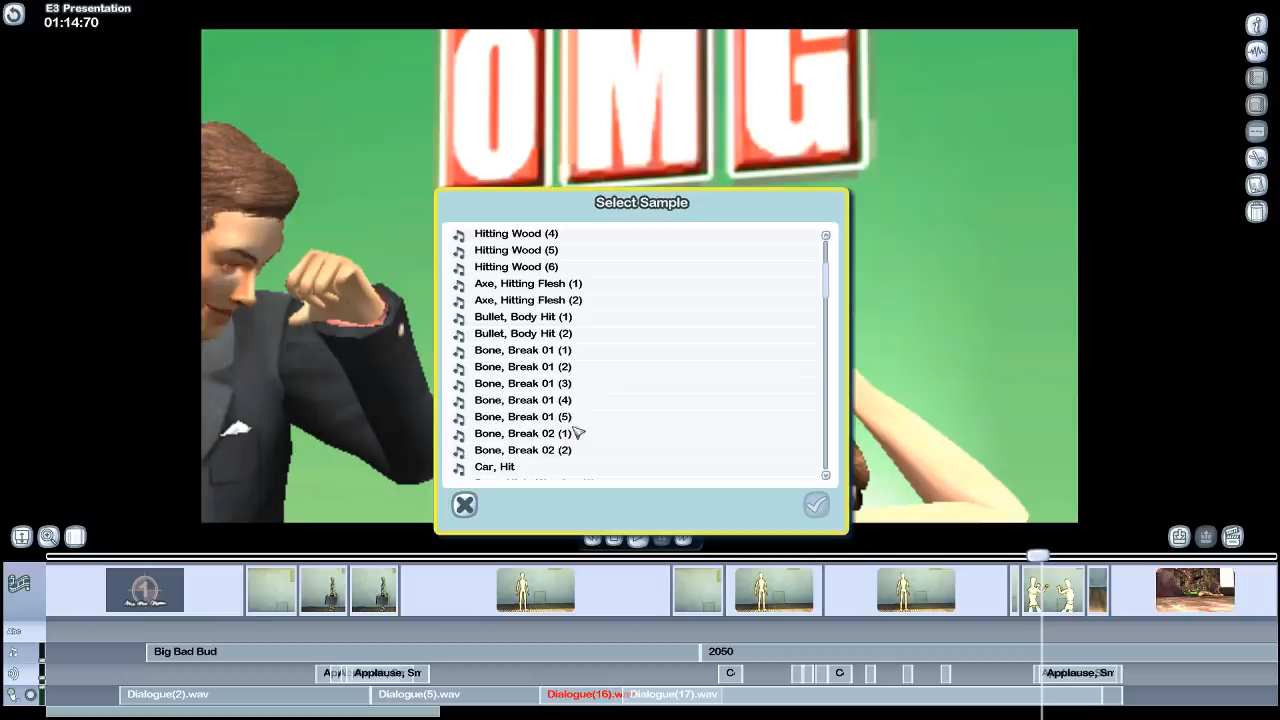 E3 Presentation
01:14:70
OMG
Select Sample
Hitting Wood (4)
Hitting Wood (5)
Hitting Wood (6)
Axe, Hitting Flesh (1)
Axe, Hitting Flesh (2)
Bullet, Body Hit (1)
Bullet, Body Hit (2)
Bone, Break 01 (1)
Bone, Break 01 (2)
Bone, Break 01 (3)
Bone, Break 01 (4)
Bone, Break 01 (5)
Bone, Break 02 (1)
Bone, Break 02 (2)
Car, Hit
Abc
Big Bad Bud
2050
Applause, Sm
Applause, Sm
Dialogue(2).wav
Dialogue(5).wav
Dialogue(16).w
Dialogue(17).wav